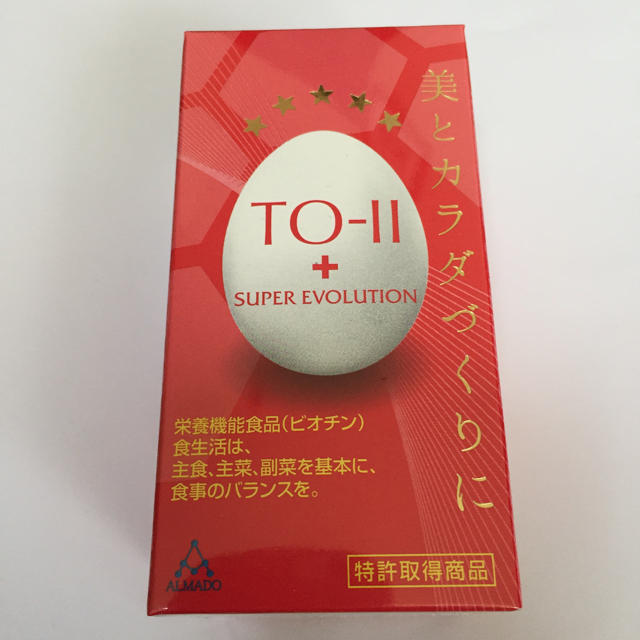 美とカラダづくりに
TO-II
+
SUPER EVOLUTION
栄養機能食品(ビオチン)
食生活は、
主食、主菜、副菜を基本に、
食事のバランスを。
ALMADO
特許取得商品